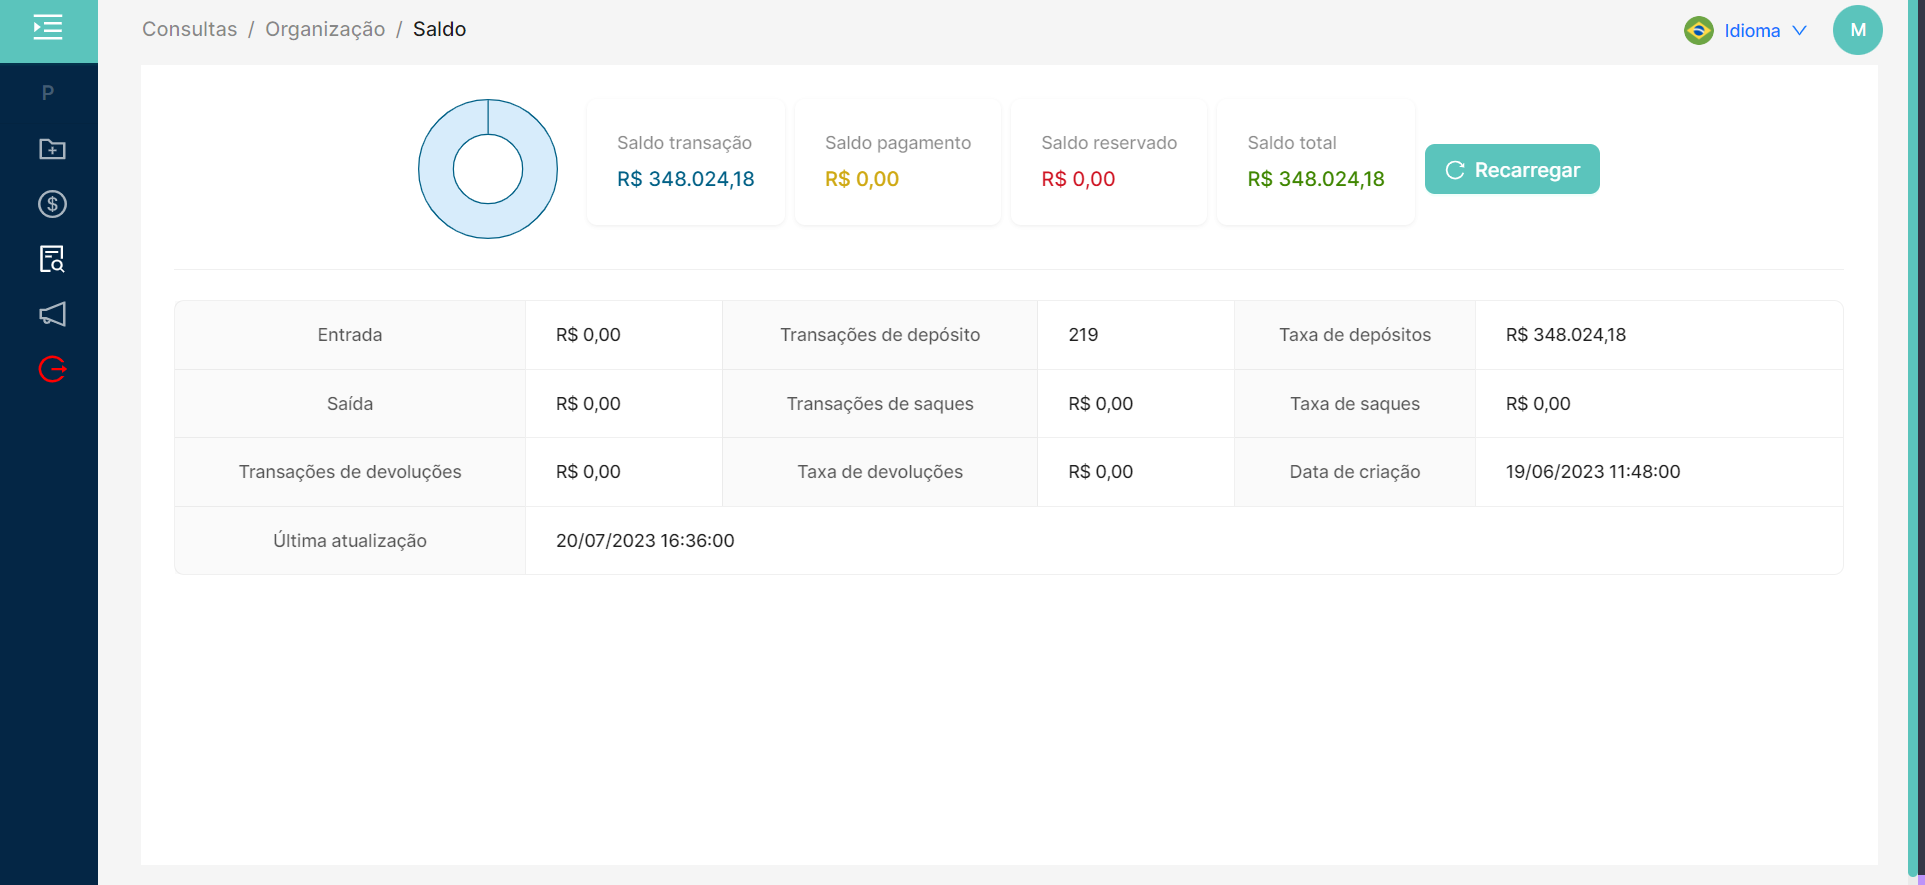 Consultas / Organização / Saldo
Idioma
M
P
Saldo transação
R$ 348.024,18
Saldo pagamento
R$ 0,00
Saldo reservado
R$ 0,00
Saldo total
R$ 348.024,18
Recarregar
Entrada R$ 0,00 Transações de depósito 219 Taxa de depósitos R$ 348.024,18
Saída R$ 0,00 Transações de saques R$ 0,00 Taxa de saques R$ 0,00
Transações de devoluções R$ 0,00 Taxa de devoluções R$ 0,00 Data de criação 19/06/2023 11:48:00
Última atualização 20/07/2023 16:36:00